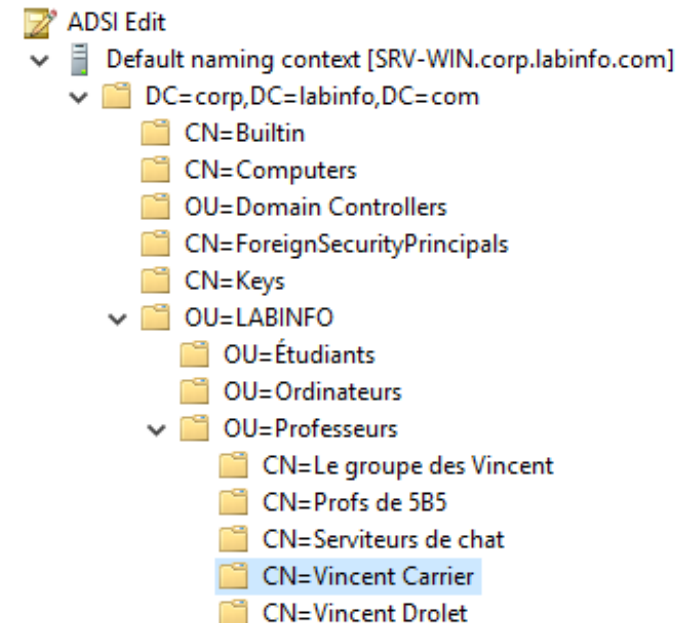 ADSI Edit
Default naming context [SRV-WIN.corp.labinfo.com]
DC=corp,DC=labinfo,DC=com
CN=Builtin
CN=Computers
OU=Domain Controllers
CN=ForeignSecurityPrincipals
CN=Keys
OU=LABINFO
OU=Étudiants
OU=Ordinateurs
OU=Professeurs
CN=Le groupe des Vincent
CN=Profs de 5B5
CN=Serviteurs de chat
CN=Vincent Carrier
CN=Vincent Drolet